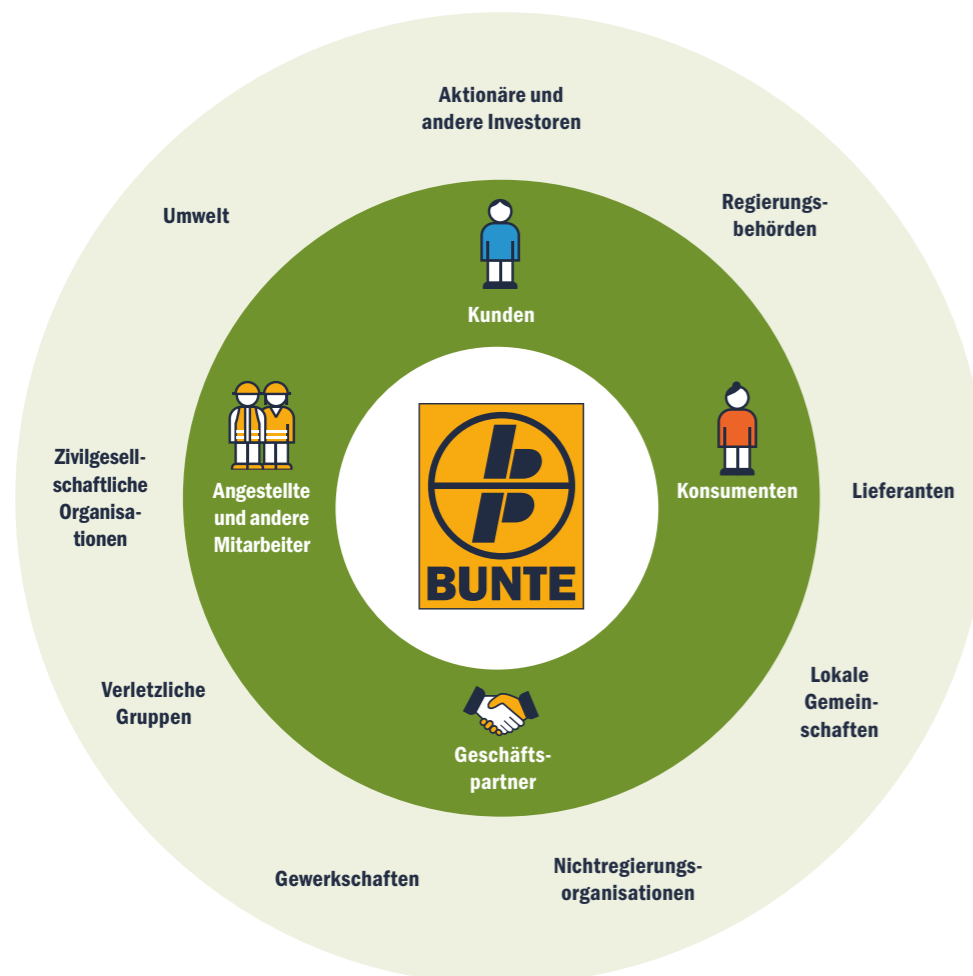 Aktionäre und
andere Investoren
Umwelt
Regierungs-
behörden
Kunden
Zivilgesell-
schaftliche
Organisa-
tionen
Angestellte
und andere
Mitarbeiter
bp
BUNTE
Konsumenten
Lieferanten
Verletzliche
Gruppen
Geschäfts-
partner
Lokale
Gemein-
schaften
Gewerkschaften
Nichtregierungs-
organisationen